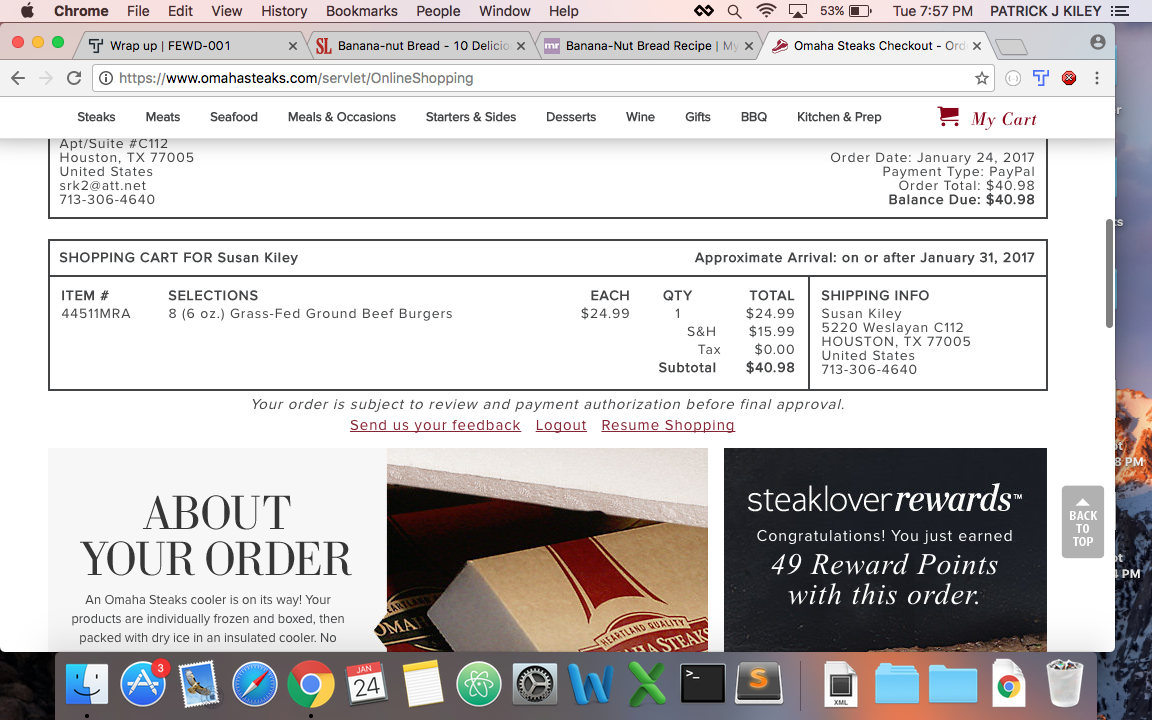 Chrome File Edit View History Bookmarks People Window Help 53% Tue 7:57 PM PATRICK J KILEY
Wrap up | FEWD-001 SL Banana-nut Bread - 10 Delicio mr Banana-Nut Bread Recipe | My Omaha Steaks Checkout - Ord
https://www.omahasteaks.com/servlet/OnlineShopping
Steaks Meats Seafood Meals & Occasions Starters & Sides Desserts Wine Gifts BBQ Kitchen & Prep My Cart
Apt/Suite #C112
Houston, TX 77005
United States
srk2@att.net
713-306-4640
Order Date: January 24, 2017
Payment Type: PayPal
Order Total: $40.98
Balance Due: $40.98
SHOPPING CART FOR Susan Kiley Approximate Arrival: on or after January 31, 2017
ITEM # SELECTIONS EACH QTY TOTAL
44511MRA 8 (6 oz.) Grass-Fed Ground Beef Burgers $24.99 1 $24.99
S&H $15.99
Tax $0.00
Subtotal $40.98
SHIPPING INFO
Susan Kiley
5220 Weslayan C112
HOUSTON, TX 77005
United States
713-306-4640
Your order is subject to review and payment authorization before final approval.
Send us your feedback Logout Resume Shopping
ABOUT
YOUR ORDER
An Omaha Steaks cooler is on its way! Your
products are individually frozen and boxed, then
packed with dry ice in an insulated cooler. No
HEARTLAND QUALITY
steakloverrewards™
Congratulations! You just earned
49 Reward Points
with this order.
BACK
TO
TOP
8 PM
PM
3
JAN
24
XML